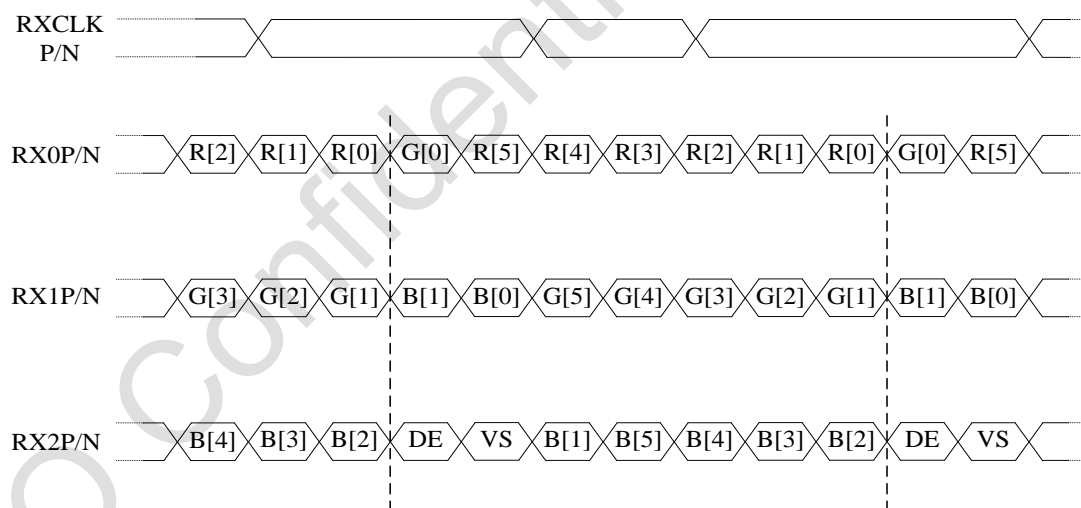 RXCLK
P/N
RX0P/N R[2] R[1] R[0] G[0] R[5] R[4] R[3] R[2] R[1] R[0] G[0] R[5]
RX1P/N G[3] G[2] G[1] B[1] B[0] G[5] G[4] G[3] G[2] G[1] B[1] B[0]
RX2P/N B[4] B[3] B[2] DE VS B[1] B[5] B[4] B[3] B[2] DE VS